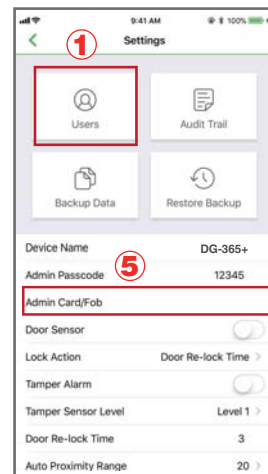 9:41 AM 100%
Settings
1
Users
Audit Trail
Backup Data
Restore Backup
Device Name DG-365+
Admin Passcode 12345
5
Admin Card/Fob
Door Sensor
Lock Action Door Re-lock Time >
Tamper Alarm
Tamper Sensor Level Level 1 >
Door Re-lock Time 3
Auto Proximity Range 20 >